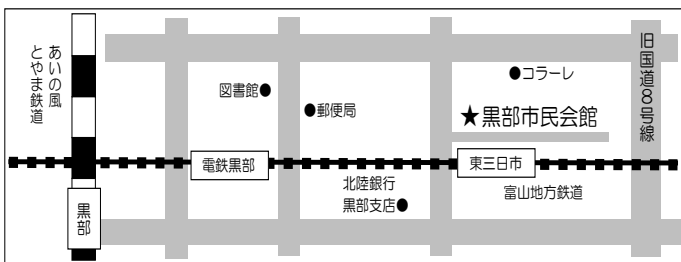 あいの風
とやま鉄道
図書館●
●郵便局
●コラーレ
★黒部市民会館
旧国道8号線
電鉄黒部
東三日市
北陸銀行
黒部支店●
富山地方鉄道
黒部